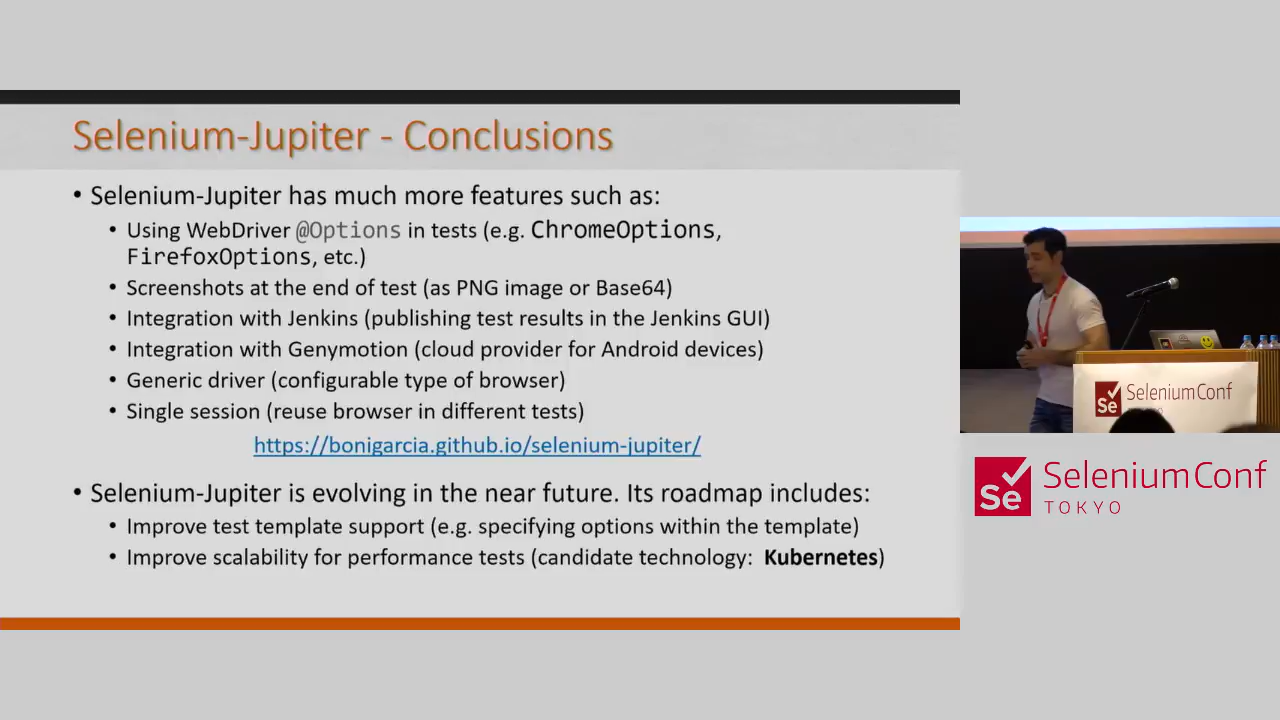 Selenium-Jupiter - Conclusions
• Selenium-Jupiter has much more features such as:
• Using WebDriver @Options in tests (e.g. ChromeOptions,
FirefoxOptions, etc.)
• Screenshots at the end of test (as PNG image or Base64)
• Integration with Jenkins (publishing test results in the Jenkins GUI)
• Integration with Genymotion (cloud provider for Android devices)
• Generic driver (configurable type of browser)
• Single session (reuse browser in different tests)
https://bonigarcia.github.io/selenium-jupiter/
• Selenium-Jupiter is evolving in the near future. Its roadmap includes:
• Improve test template support (e.g. specifying options within the template)
• Improve scalability for performance tests (candidate technology: Kubernetes)
Se SeleniumConf
Se SeleniumConf
TOKYO